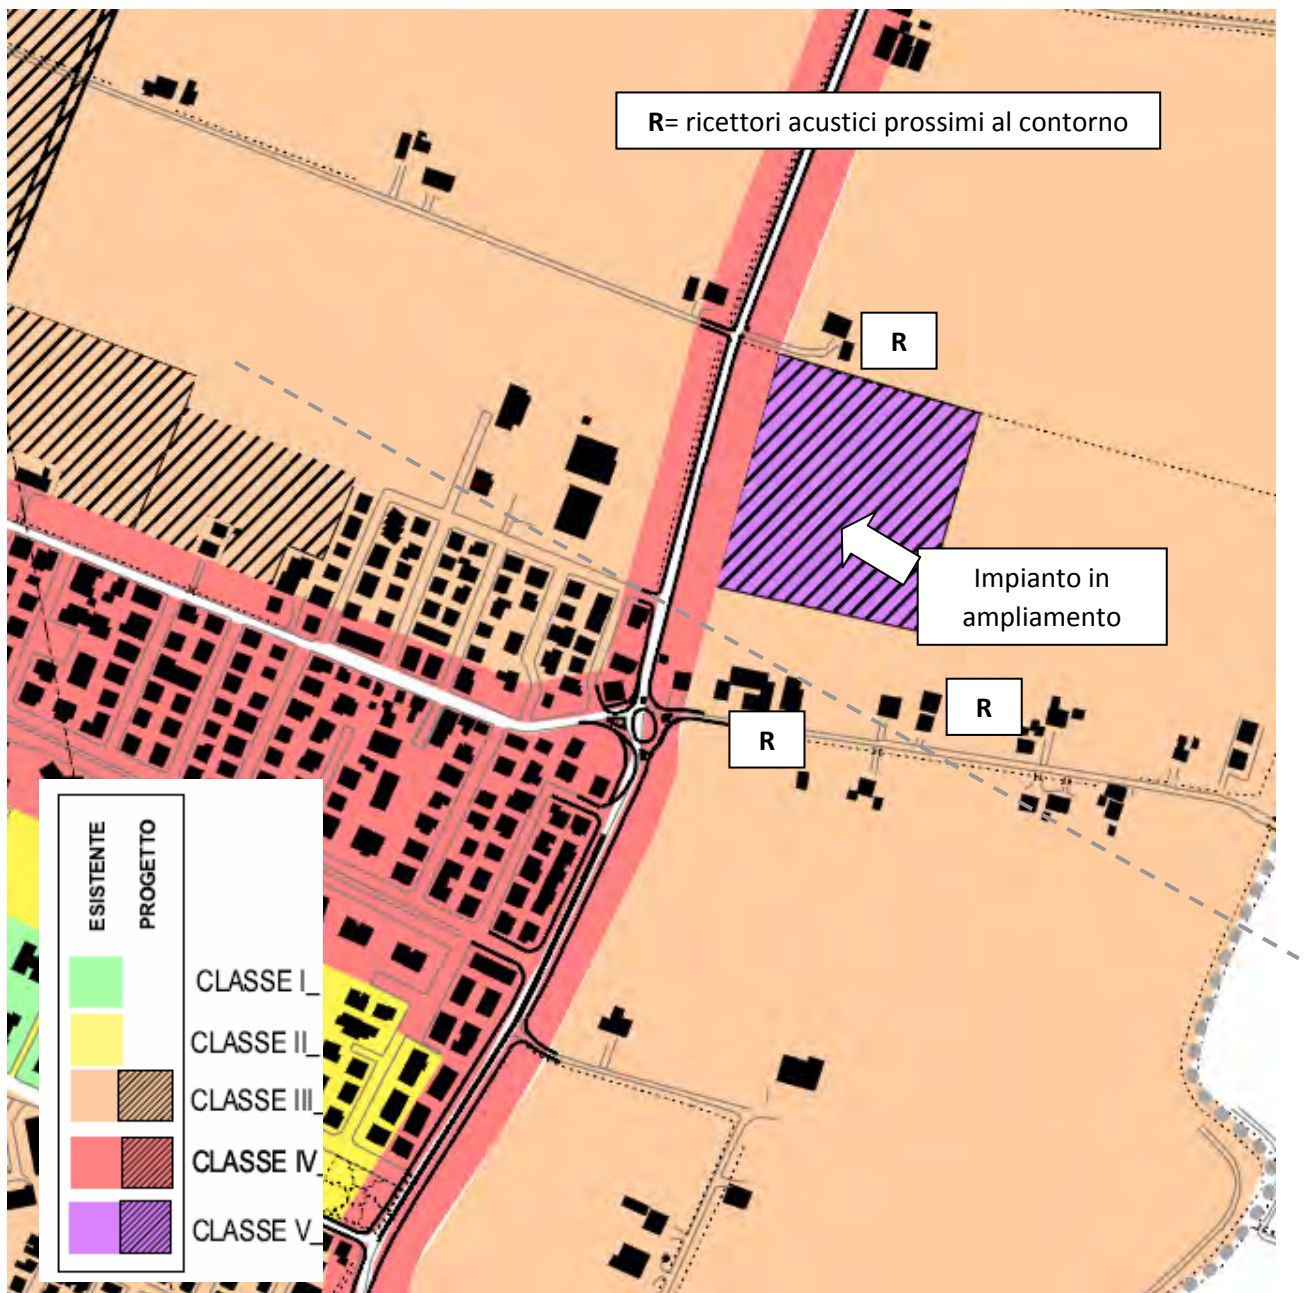 R= ricettori acustici prossimi al contorno
R
Impianto in
ampliamento
R
R
ESISTENTE
PROGETTO
CLASSE I_
CLASSE II_
CLASSE III_
CLASSE IV_
CLASSE V_